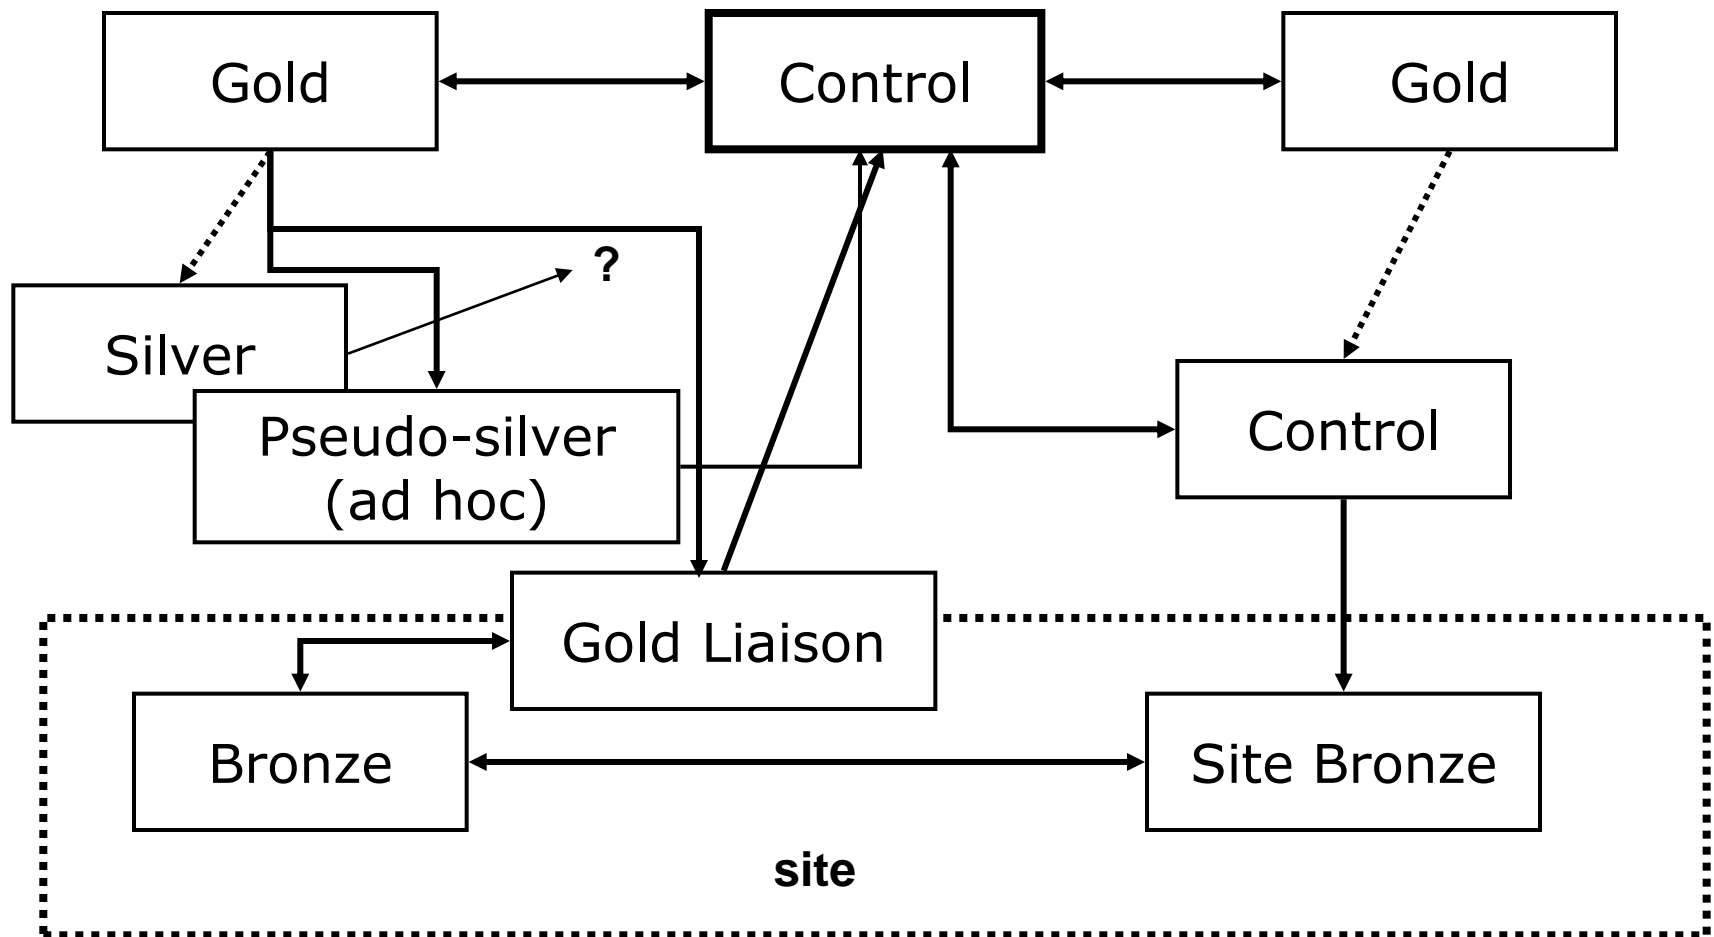 Gold
Control
Gold
?
Silver
Pseudo-silver
(ad hoc)
Control
Gold Liaison
Bronze
Site Bronze
site